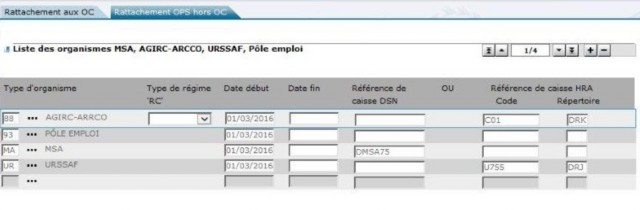 Rattachement aux OC Rattachement OPS hors OC
Liste des organismes MSA, AGIRC-ARCCO, URSSAF, Pôle emploi 1/4
Type d'organisme Type de régime 'RC' Date début Date fin Référence de caisse DSN OU Référence de caisse HRA
Code Répertoire
88 ... AGIRC-ARRCO 01/03/2016 C01 DRK
93 ... PÔLE EMPLOI 01/03/2016
MA ... MSA 01/03/2016 DMSA75
UR ... URSSAF 01/03/2016 U755 DRJ
...